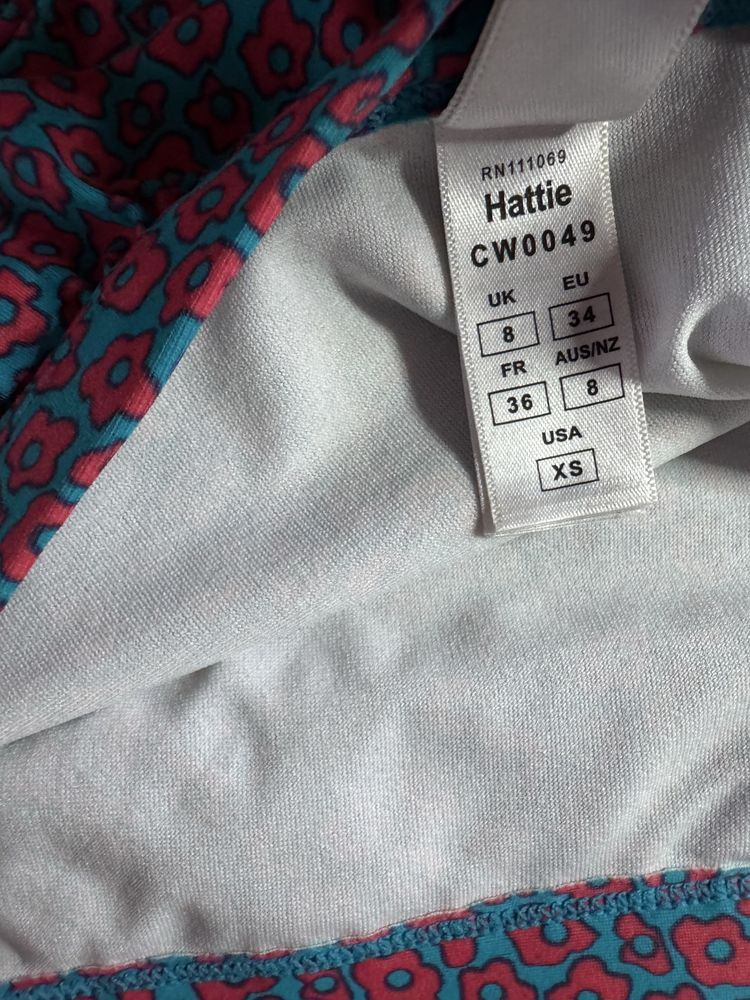 RN111069
Hattie
CW0049
UK EU
8 34
FR AUS/NZ
36 8
USA
XS